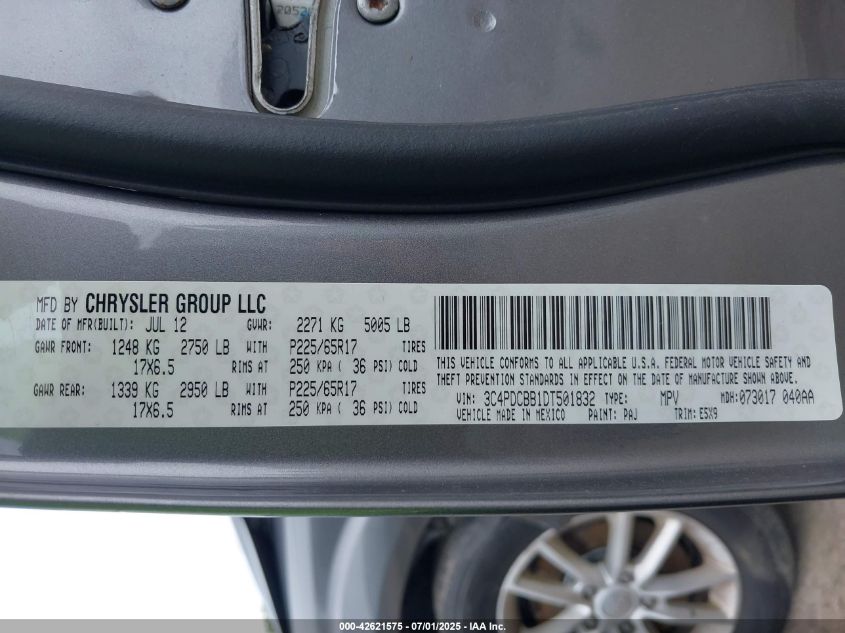 MFD BY CHRYSLER GROUP LLC
DATE OF MFR(BUILT): JUL 12 GVWR: 2271 KG 5005 LB
GAWR FRONT: 1248 KG 2750 LB WITH P225/65R17 TIRES
17X6.5 RIMS AT 250 KPA ( 36 PSI) COLD
GAWR REAR: 1339 KG 2950 LB WITH P225/65R17 TIRES
17X6.5 RIMS AT 250 KPA ( 36 PSI) COLD
THIS VEHICLE CONFORMS TO ALL APPLICABLE U.S.A. FEDERAL MOTOR VEHICLE SAFETY AND
THEFT PREVENTION STANDARDS IN EFFECT ON THE DATE OF MANUFACTURE SHOWN ABOVE.
VIN: 3C4PDCBB1DT501832 TYPE: MPV MDH:073017 040AA
VEHICLE MADE IN MEXICO PAINT: PAJ TRIM: E5X9
000-42621575 - 07/01/2025 - IAA Inc.